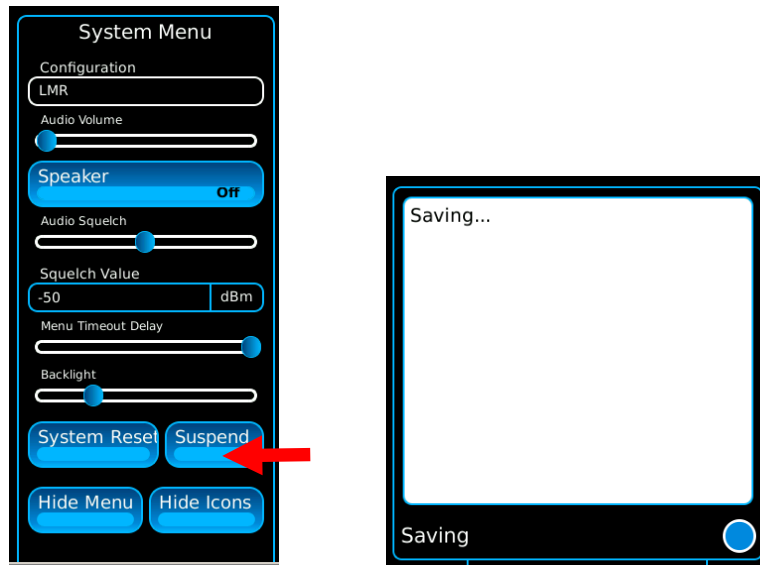 System Menu
Configuration
LMR
Audio Volume
Speaker
Off
Audio Squelch
Squelch Value
-50 dBm
Menu Timeout Delay
Backlight
System Reset Suspend
Hide Menu Hide Icons
Saving...
Saving